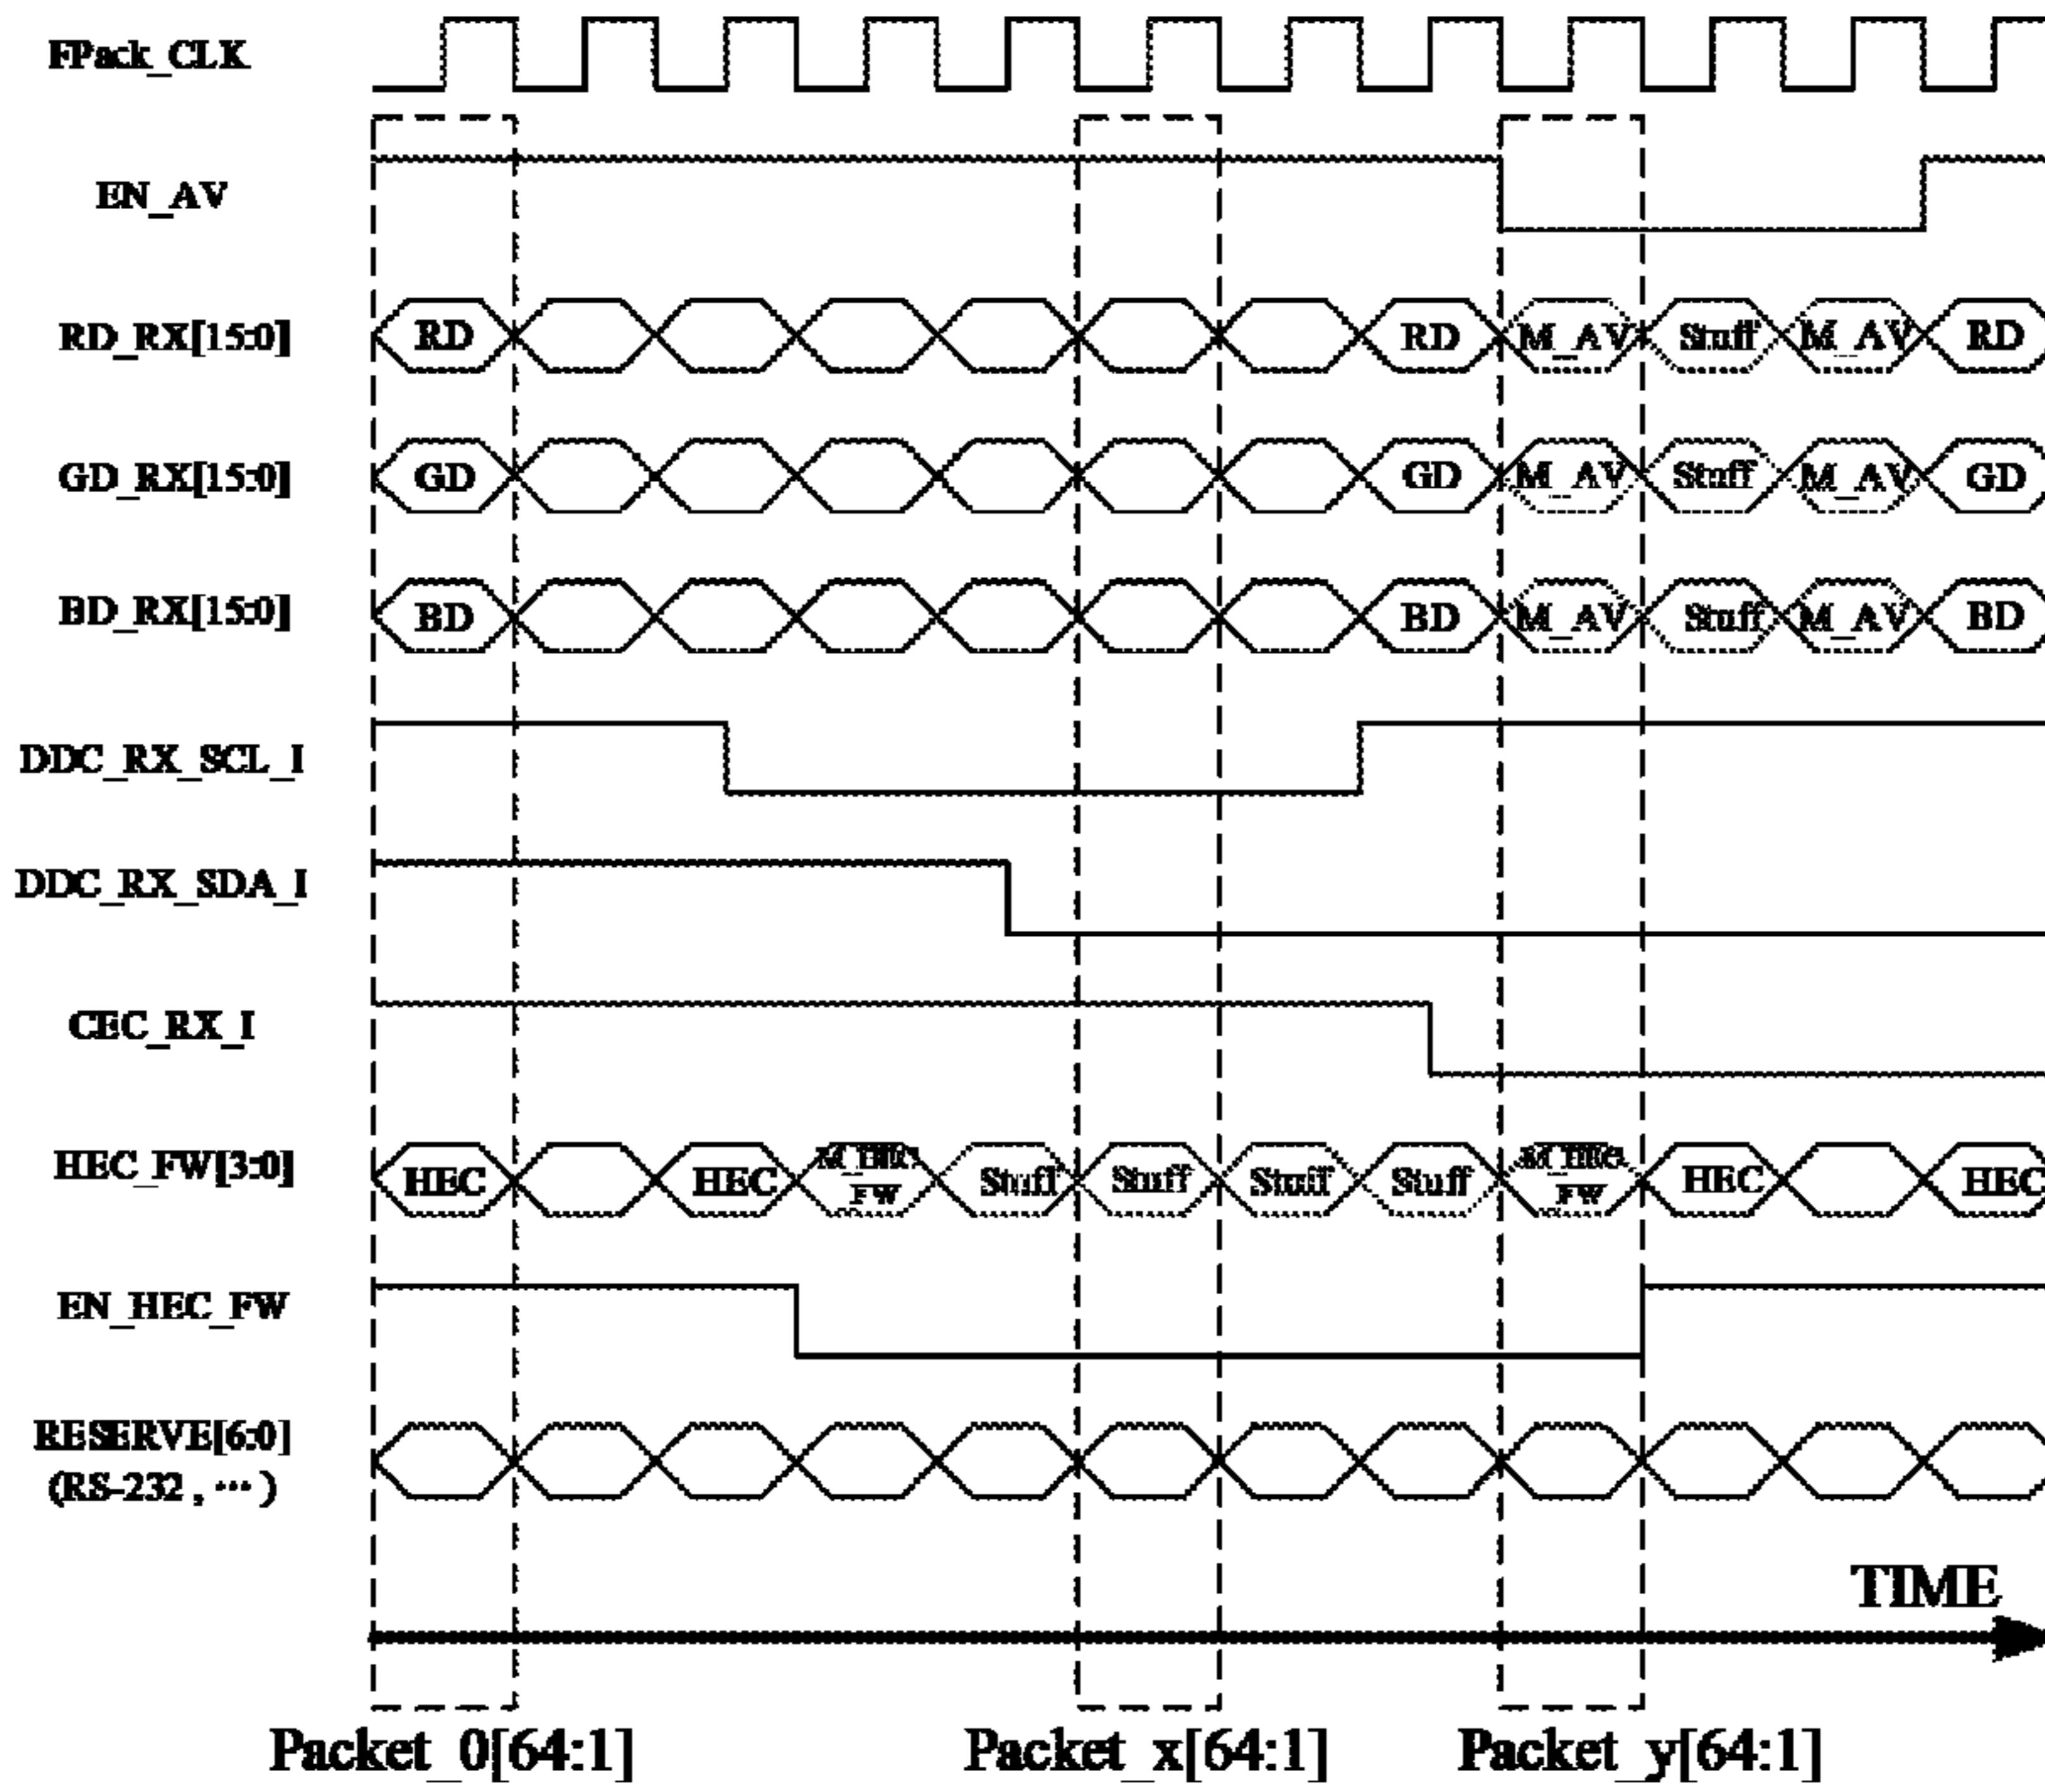 FPack_CLK
EN_AV
RD_RX[15:0] RD RD M_AV Stuff M_AV RD
GD_RX[15:0] GD GD M_AV Stuff M_AV GD
BD_RX[15:0] BD BD M_AV Stuff M_AV BD
DDC_RX_SCL_I
DDC_RX_SDA_I
CEC_RX_I
HEC_FW[3:0] HEC HEC M_HEC_FW Stuff Stuff Stuff Stuff M_HEC_FW HEC HEC
EN_HEC_FW
RESERVE[6:0]
(RS-232 , ··· )
TIME
Packet_0[64:1] Packet_x[64:1] Packet_y[64:1]